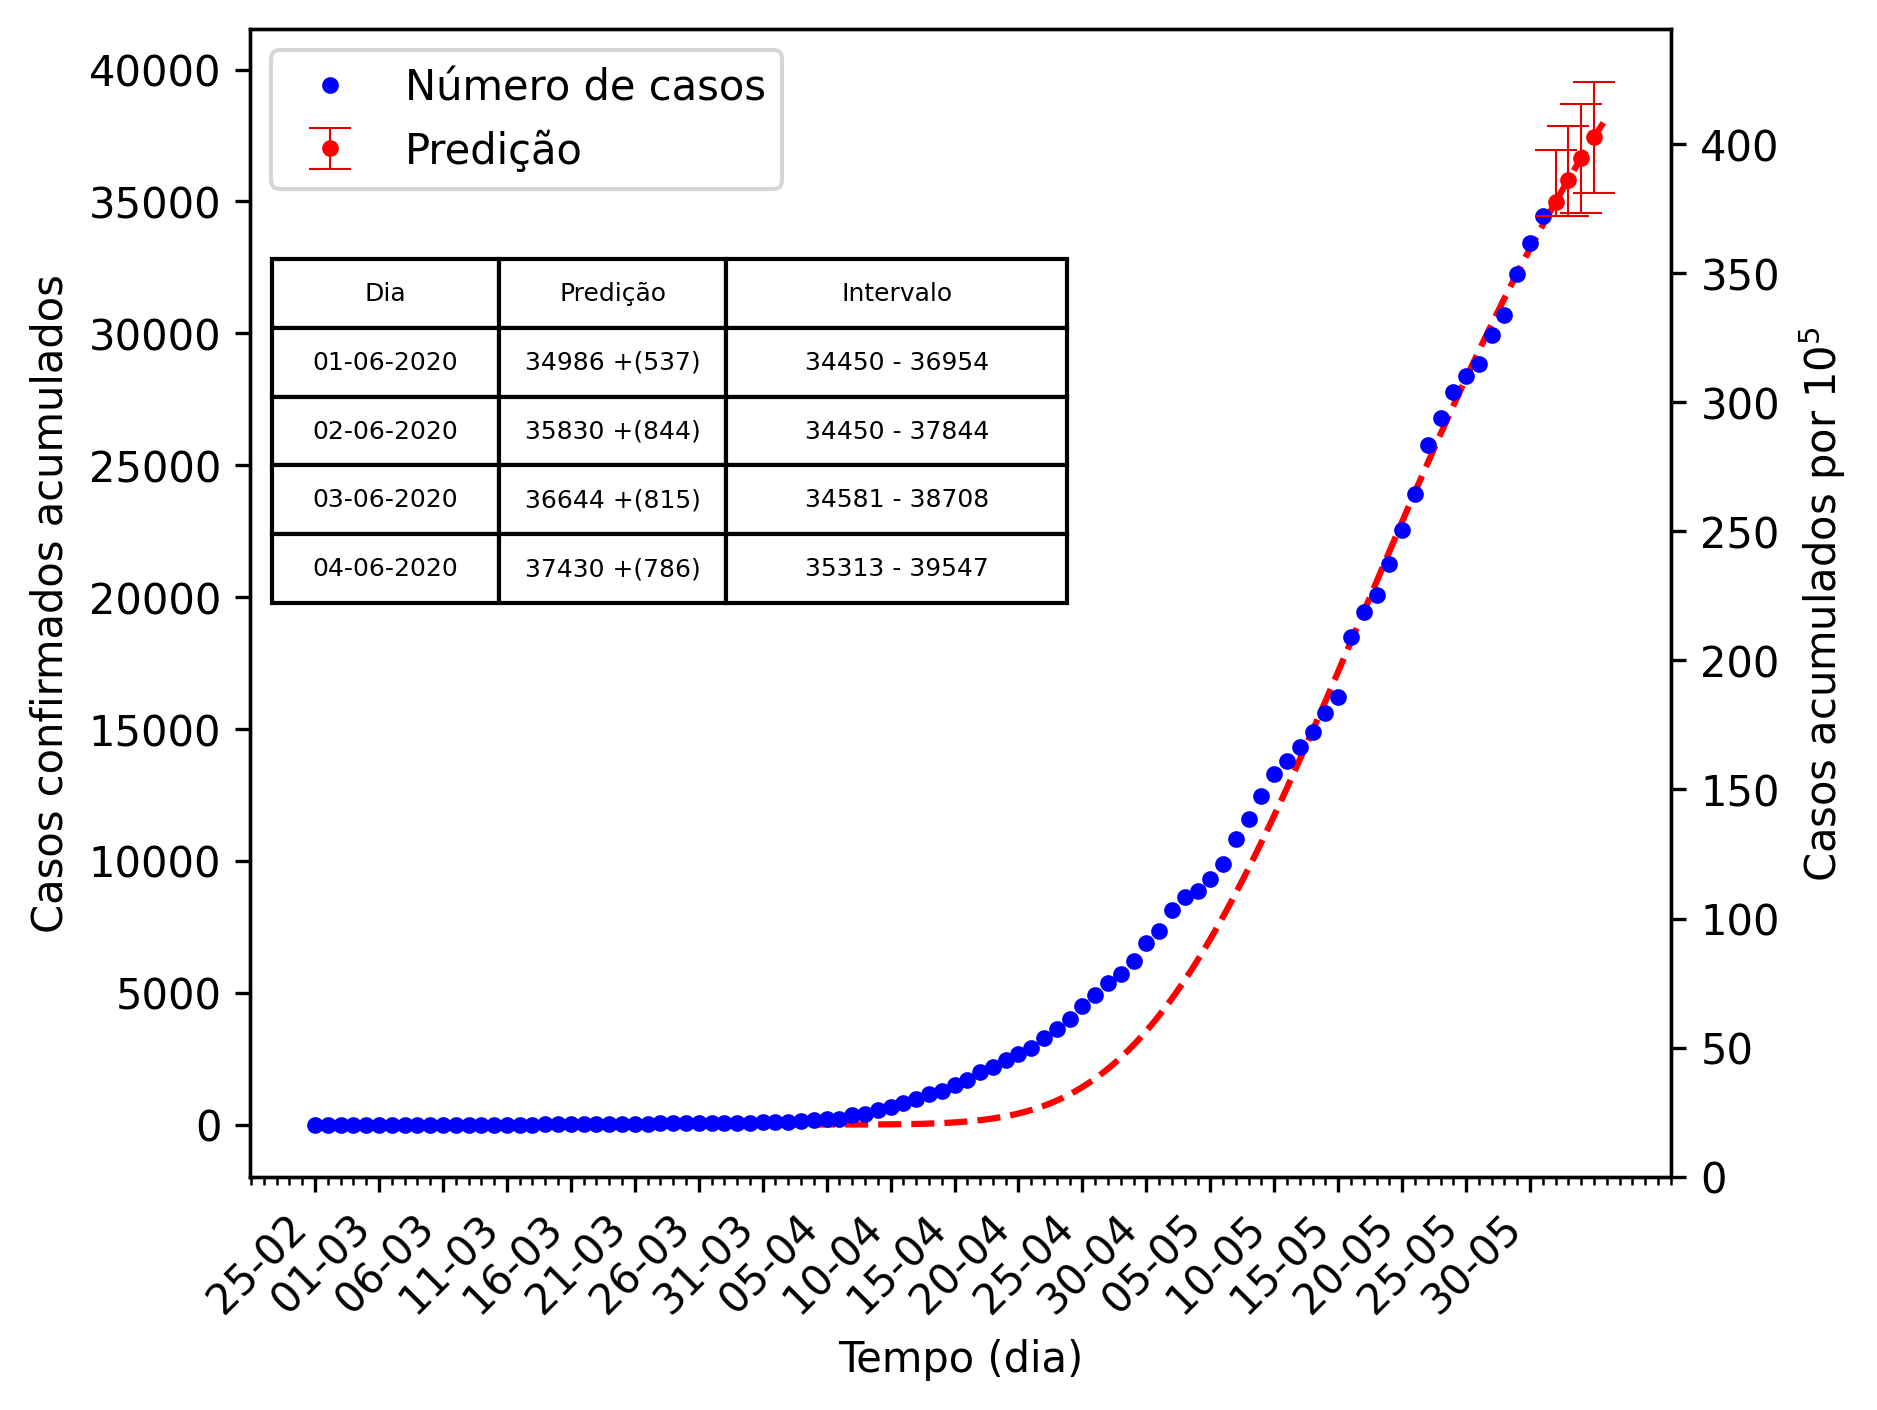 Número de casos
Predição
Dia Predição Intervalo
01-06-2020 34986 +(537) 34450 - 36954
02-06-2020 35830 +(844) 34450 - 37844
03-06-2020 36644 +(815) 34581 - 38708
04-06-2020 37430 +(786) 35313 - 39547
Casos confirmados acumulados
40000
35000
30000
25000
20000
15000
10000
5000
0
Casos acumulados por 10⁵
400
350
300
250
200
150
100
50
0
25-02 01-03 06-03 11-03 16-03 21-03 26-03 31-03 05-04 10-04 15-04 20-04 25-04 30-04 05-05 10-05 15-05 20-05 25-05 30-05
Tempo (dia)